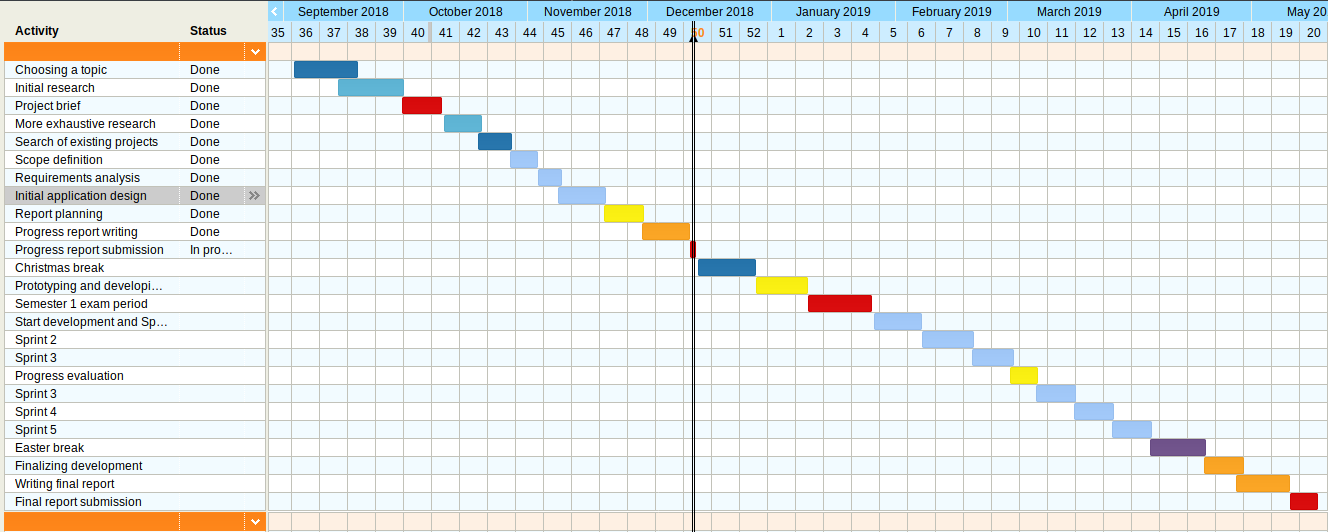 September 2018 October 2018 November 2018 December 2018 January 2019 February 2019 March 2019 April 2019 May 20
Activity Status 35 36 37 38 39 40 41 42 43 44 45 46 47 48 49 50 51 52 1 2 3 4 5 6 7 8 9 10 11 12 13 14 15 16 17 18 19 20
Choosing a topic Done
Initial research Done
Project brief Done
More exhaustive research Done
Search of existing projects Done
Scope definition Done
Requirements analysis Done
Initial application design Done
Report planning Done
Progress report writing Done
Progress report submission In pro...
Christmas break
Prototyping and developi...
Semester 1 exam period
Start development and Sp...
Sprint 2
Sprint 3
Progress evaluation
Sprint 3
Sprint 4
Sprint 5
Easter break
Finalizing development
Writing final report
Final report submission